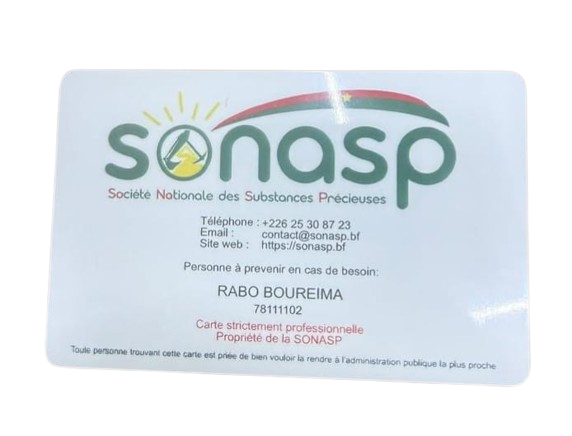 sonasp
Société Nationale des Substances Précieuses
Téléphone : +226 25 30 87 23
Email : contact@sonasp.bf
Site web : https://sonasp.bf
Personne à prevenir en cas de besoin:
RABO BOUREIMA
78111102
Carte strictement professionnelle
Propriété de la SONASP
Toute personne trouvant cette carte est priée de bien vouloir la rendre à l'administration publique la plus proche